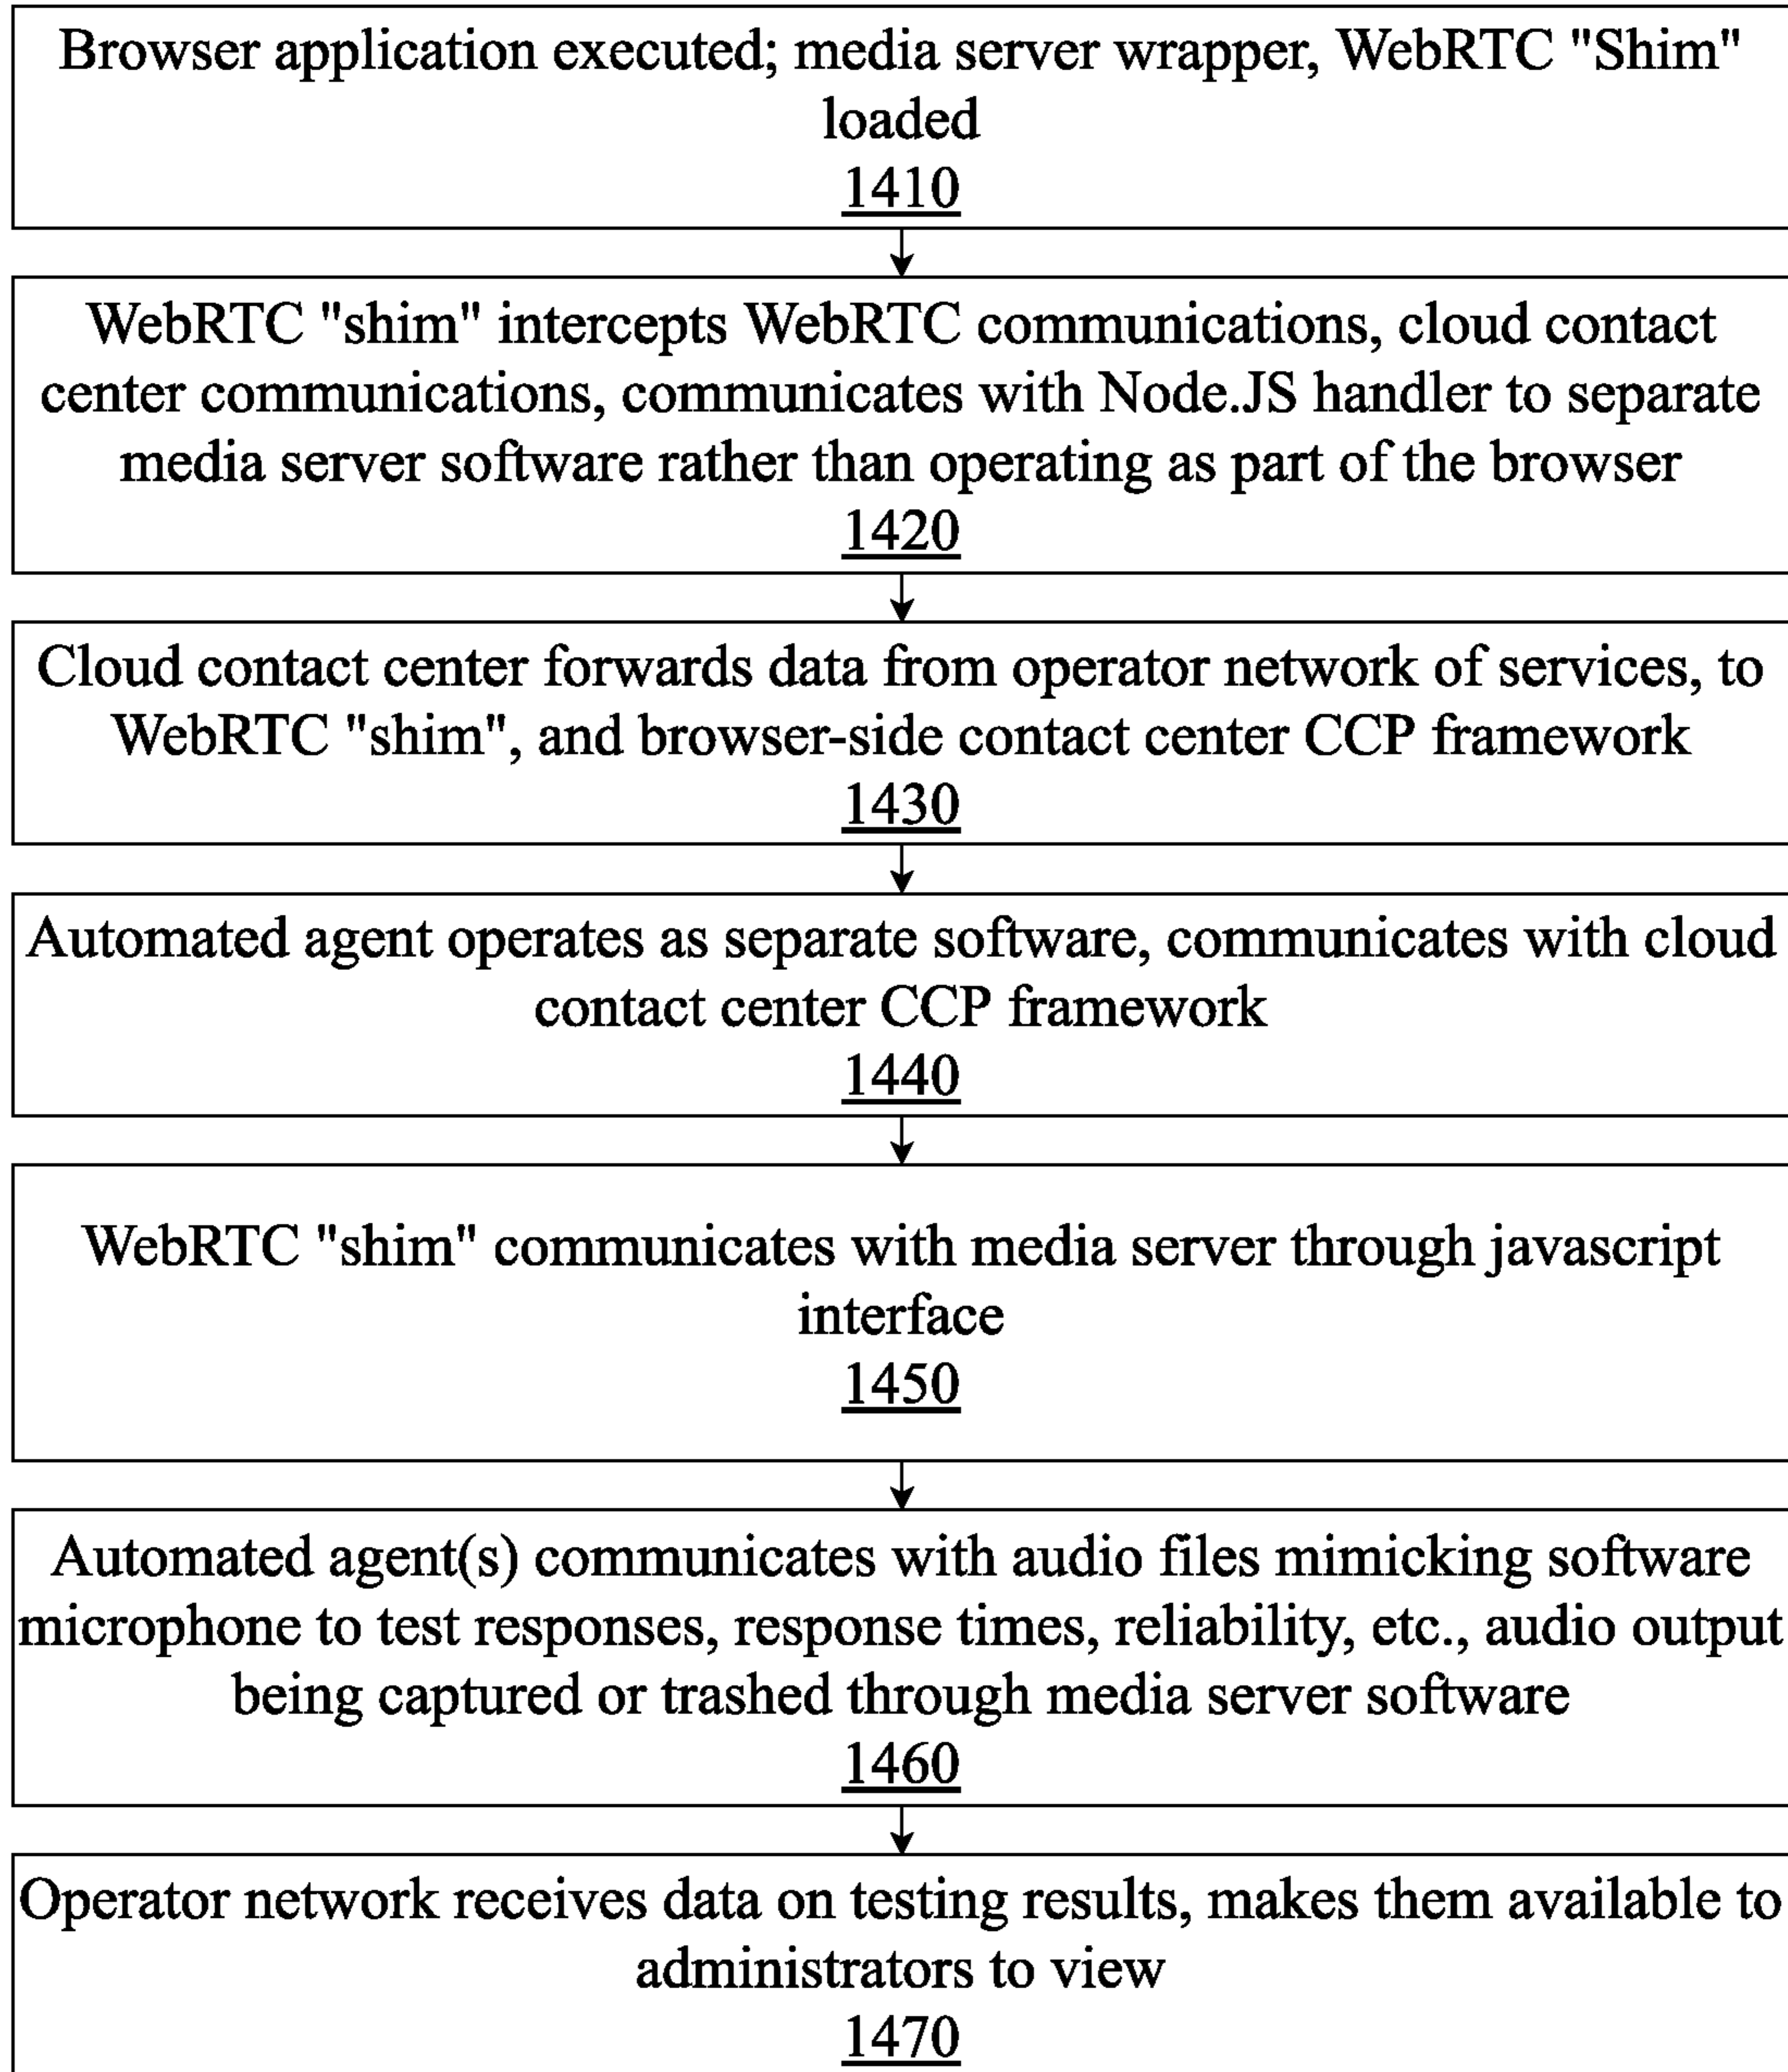 Browser application executed; media server wrapper, WebRTC "Shim"
loaded
1410
WebRTC "shim" intercepts WebRTC communications, cloud contact
center communications, communicates with Node.JS handler to separate
media server software rather than operating as part of the browser
1420
Cloud contact center forwards data from operator network of services, to
WebRTC "shim", and browser-side contact center CCP framework
1430
Automated agent operates as separate software, communicates with cloud
contact center CCP framework
1440
WebRTC "shim" communicates with media server through javascript
interface
1450
Automated agent(s) communicates with audio files mimicking software
microphone to test responses, response times, reliability, etc., audio output
being captured or trashed through media server software
1460
Operator network receives data on testing results, makes them available to
administrators to view
1470